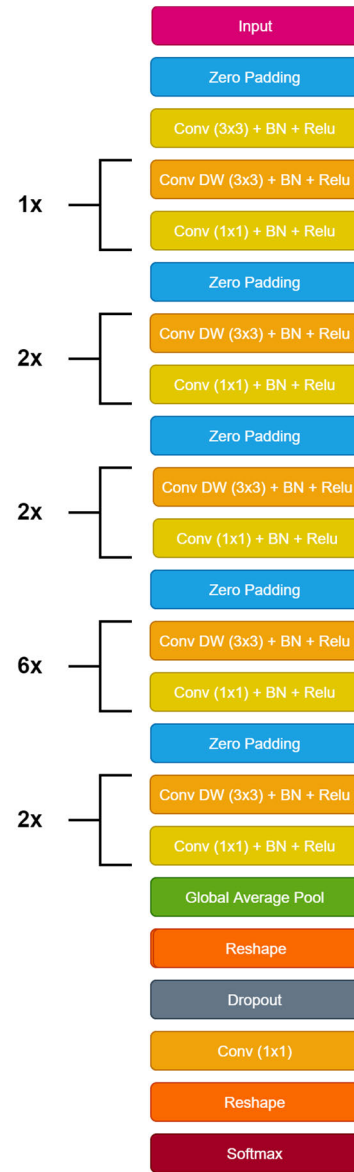 Input
Zero Padding
Conv (3x3) + BN + Relu
1x
Conv DW (3x3) + BN + Relu
Conv (1x1) + BN + Relu
Zero Padding
2x
Conv DW (3x3) + BN + Relu
Conv (1x1) + BN + Relu
Zero Padding
2x
Conv DW (3x3) + BN + Relu
Conv (1x1) + BN + Relu
Zero Padding
6x
Conv DW (3x3) + BN + Relu
Conv (1x1) + BN + Relu
Zero Padding
2x
Conv DW (3x3) + BN + Relu
Conv (1x1) + BN + Relu
Global Average Pool
Reshape
Dropout
Conv (1x1)
Reshape
Softmax